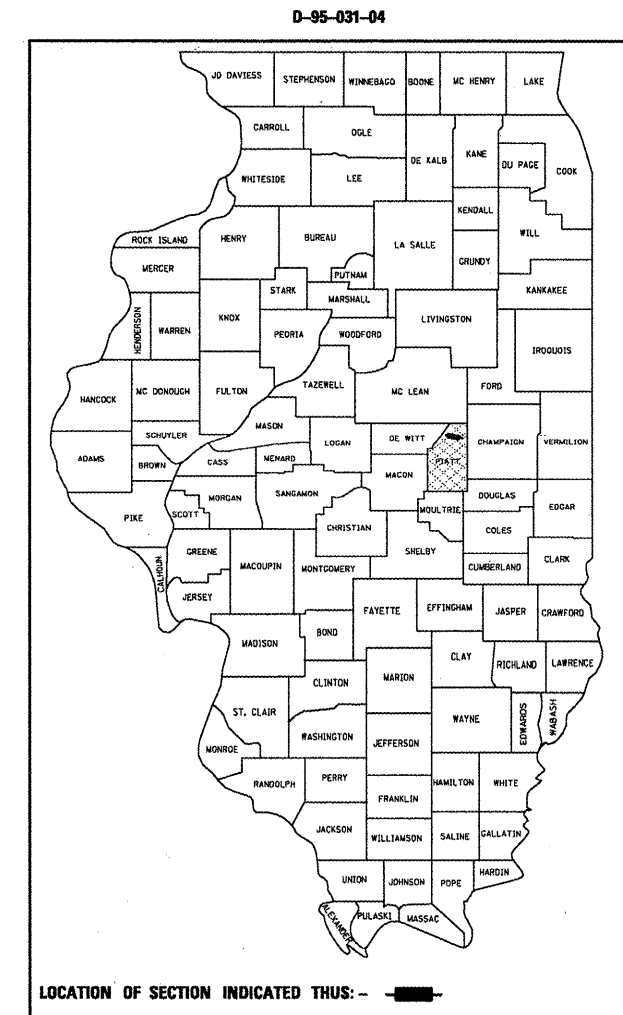 D-95-031-04
JO DAVIESS STEPHENSON WINNEBAGO BOONE MC HENRY LAKE
CARROLL OGLE DE KALB KANE DU PAGE COOK
WHITESIDE LEE KENDALL WILL
ROCK ISLAND HENRY BUREAU LA SALLE GRUNDY
MERCER PUTNAM KANKAKEE
STARK MARSHALL
HENDERSON WARREN KNOX PEORIA WOODFORD LIVINGSTON IROQUOIS
HANCOCK MC DONOUGH FULTON TAZEWELL MC LEAN FORD
SCHUYLER MASON LOGAN DE WITT CHAMPAIGN VERMILION
ADAMS BROWN CASS MENARD MACON PIATT
PIKE SCOTT MORGAN SANGAMON CHRISTIAN MOULTRIE DOUGLAS EDGAR
COLES
CALHOUN GREENE MACOUPIN MONTGOMERY SHELBY CUMBERLAND CLARK
JERSEY FAYETTE EFFINGHAM JASPER CRAWFORD
MADISON BOND CLAY RICHLAND LAWRENCE
CLINTON MARION
ST. CLAIR WAYNE EDWARDS WABASH
MONROE WASHINGTON JEFFERSON
RANDOLPH PERRY HAMILTON WHITE
FRANKLIN
JACKSON WILLIAMSON SALINE GALLATIN
UNION JOHNSON POPE HARDIN
ALEXANDER PULASKI MASSAC
LOCATION OF SECTION INDICATED THUS: -